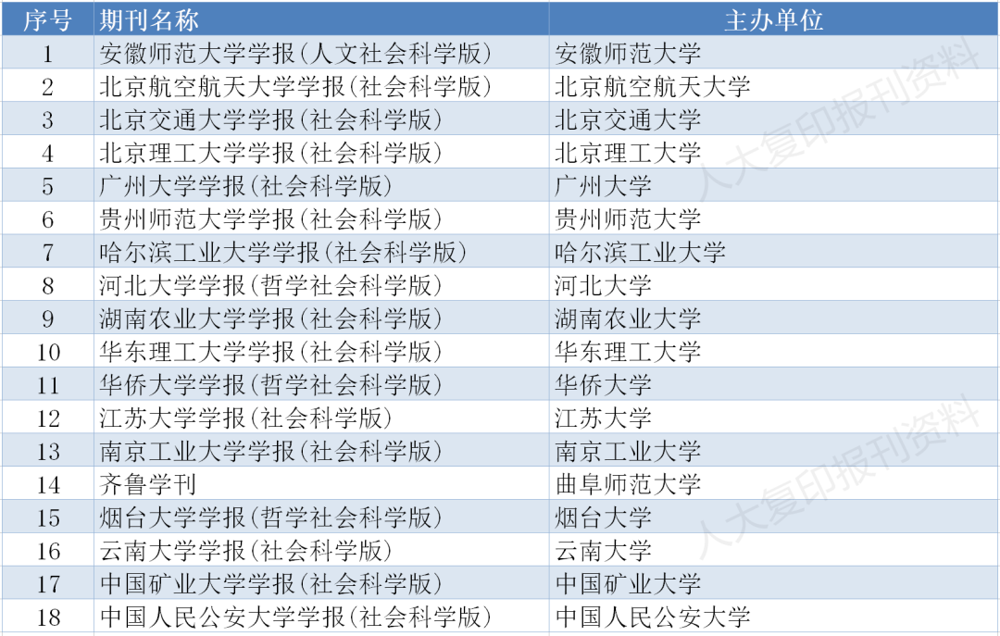 序号 期刊名称 主办单位
1 安徽师范大学学报(人文社会科学版) 安徽师范大学
2 北京航空航天大学学报(社会科学版) 北京航空航天大学
3 北京交通大学学报(社会科学版) 北京交通大学
4 北京理工大学学报(社会科学版) 北京理工大学
5 广州大学学报(社会科学版) 广州大学
6 贵州师范大学学报(社会科学版) 贵州师范大学
7 哈尔滨工业大学学报(社会科学版) 哈尔滨工业大学
8 河北大学学报(哲学社会科学版) 河北大学
9 湖南农业大学学报(社会科学版) 湖南农业大学
10 华东理工大学学报(社会科学版) 华东理工大学
11 华侨大学学报(哲学社会科学版) 华侨大学
12 江苏大学学报(社会科学版) 江苏大学
13 南京工业大学学报(社会科学版) 南京工业大学
14 齐鲁学刊 曲阜师范大学
15 烟台大学学报(哲学社会科学版) 烟台大学
16 云南大学学报(社会科学版) 云南大学
17 中国矿业大学学报(社会科学版) 中国矿业大学
18 中国人民公安大学学报(社会科学版) 中国人民公安大学
人大复印报刊资料
人大复印报刊资料